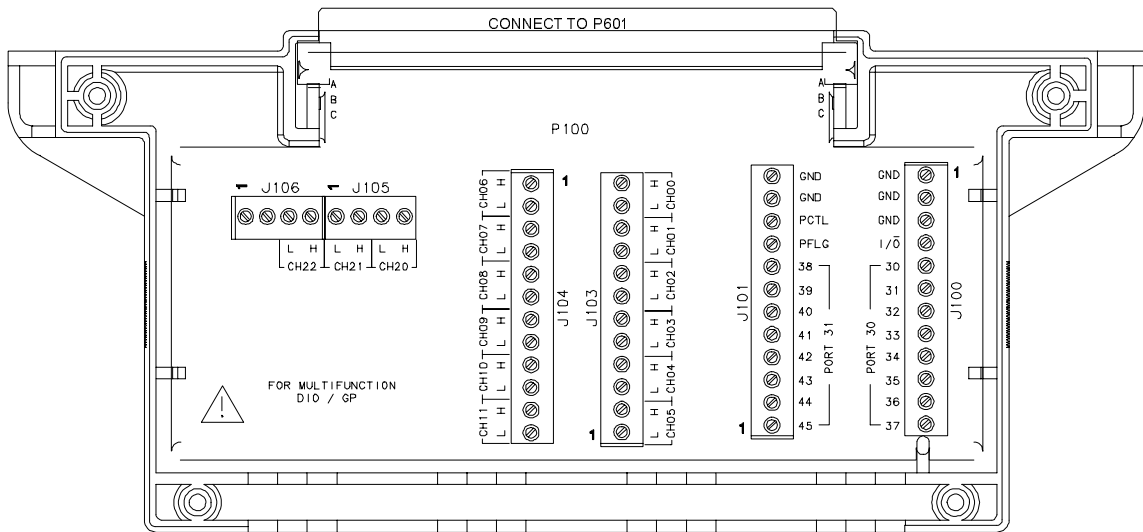 CONNECT TO P601
A
B
C
A
B
C
P100
1 J106 1 J105
L H L H L H
CH22 CH21 CH20
FOR MULTIFUNCTION
DIO / GP
!
CH06 H L
CH07 H L
CH08 H L
CH09 H L
CH10 H L
CH11 H L
1
J104
J103
1
H L CH00
H L CH01
H L CH02
H L CH03
H L CH04
H L CH05
J101
1
GND
GND
PCTL
PFLG
38
39
40
41
42
43
44
45
PORT 31
GND
GND
GND
I/O̅
30
31
32
33
34
35
36
37
PORT 30
1
J100